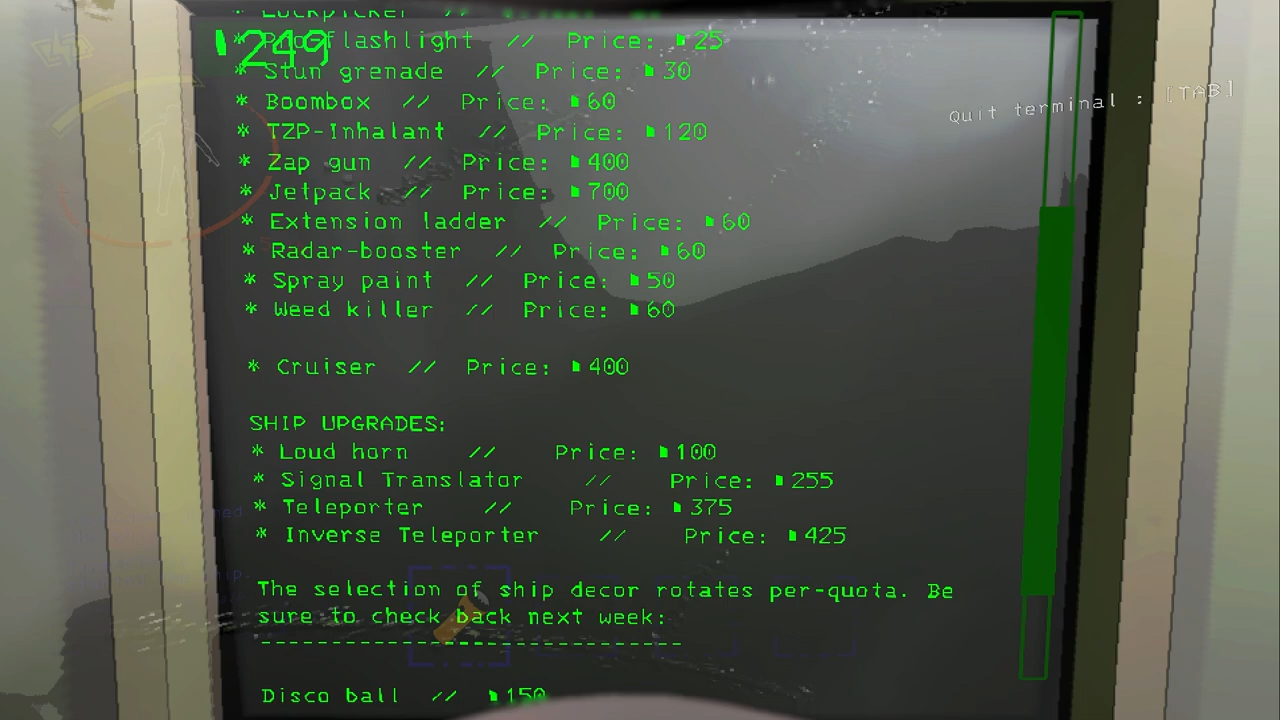 * Lockpicker //
249
* Pro-flashlight // Price: 25
* Stun grenade // Price: 30
* Boombox // Price: 60
Quit terminal : [TAB]
* TZP-Inhalant // Price: 120
* Zap gun // Price: 400
* Jetpack // Price: 700
* Extension ladder // Price: 60
* Radar-booster // Price: 60
* Spray paint // Price: 50
* Weed killer // Price: 60
* Cruiser // Price: 400
SHIP UPGRADES:
* Loud horn // Price: 100
* Signal Translator // Price: 255
* Teleporter // Price: 375
* Inverse Teleporter // Price: 425
The selection of ship decor rotates per-quota. Be
sure to check back next week:
------------------------------
Disco ball // 150